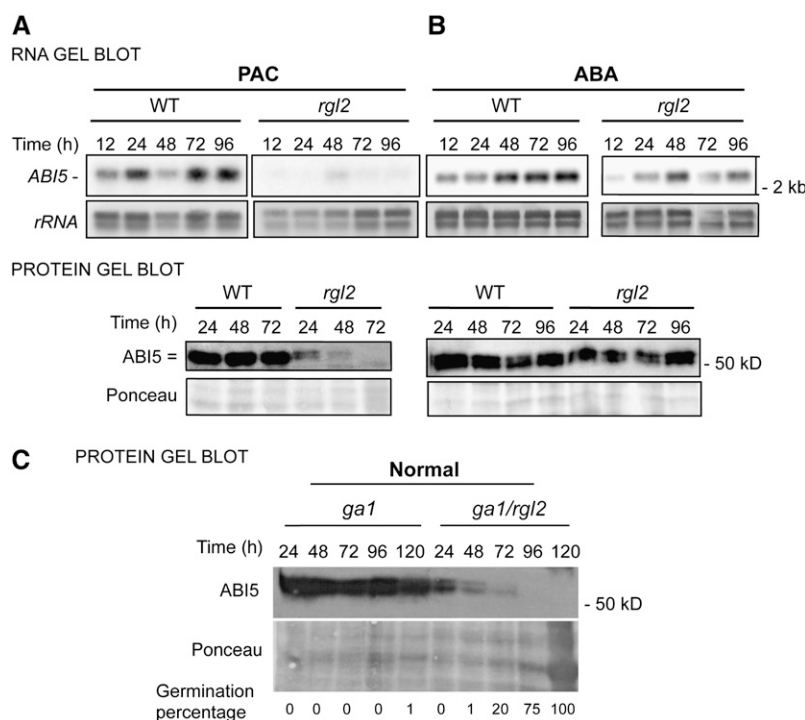 A
B
RNA GEL BLOT
PAC
ABA
WT
rgl2
WT
rgl2
Time (h) 12 24 48 72 96 12 24 48 72 96 12 24 48 72 96 12 24 48 72 96
ABI5 -
- 2 kb
rRNA
PROTEIN GEL BLOT
WT
rgl2
WT
rgl2
Time (h) 24 48 72 24 48 72 24 48 72 96 24 48 72 96
ABI5 =
- 50 kD
Ponceau
C PROTEIN GEL BLOT
Normal
ga1
ga1/rgl2
Time (h) 24 48 72 96 120 24 48 72 96 120
ABI5
- 50 kD
Ponceau
Germination
percentage 0 0 0 0 1 0 1 20 75 100